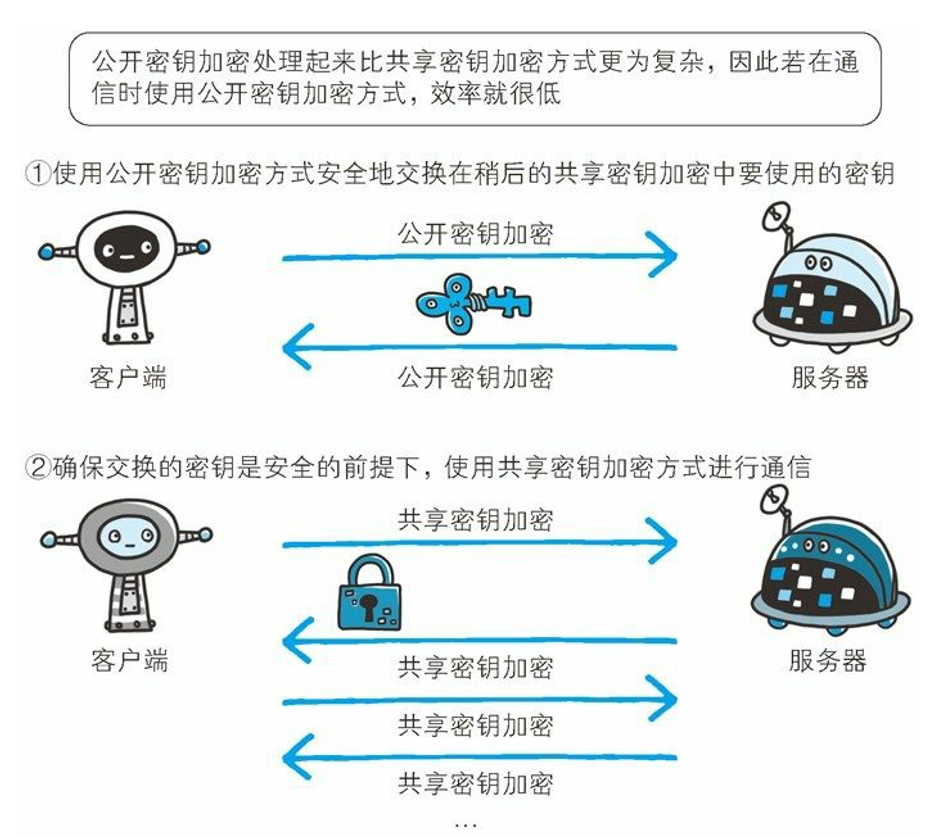 公开密钥加密处理起来比共享密钥加密方式更为复杂，因此若在通
信时使用公开密钥加密方式，效率就很低
①使用公开密钥加密方式安全地交换在稍后的共享密钥加密中要使用的密钥
公开密钥加密
公开密钥加密
客户端
服务器
②确保交换的密钥是安全的前提下，使用共享密钥加密方式进行通信
共享密钥加密
共享密钥加密
客户端
服务器
共享密钥加密
共享密钥加密
…